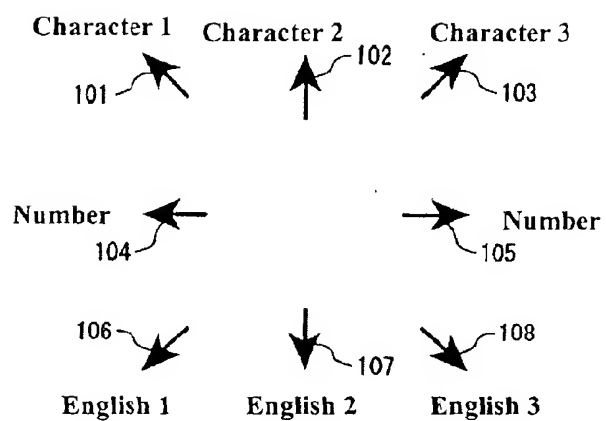 Character 1 Character 2 Character 3
101 102 103
Number Number
104 105
106 107 108
English 1 English 2 English 3